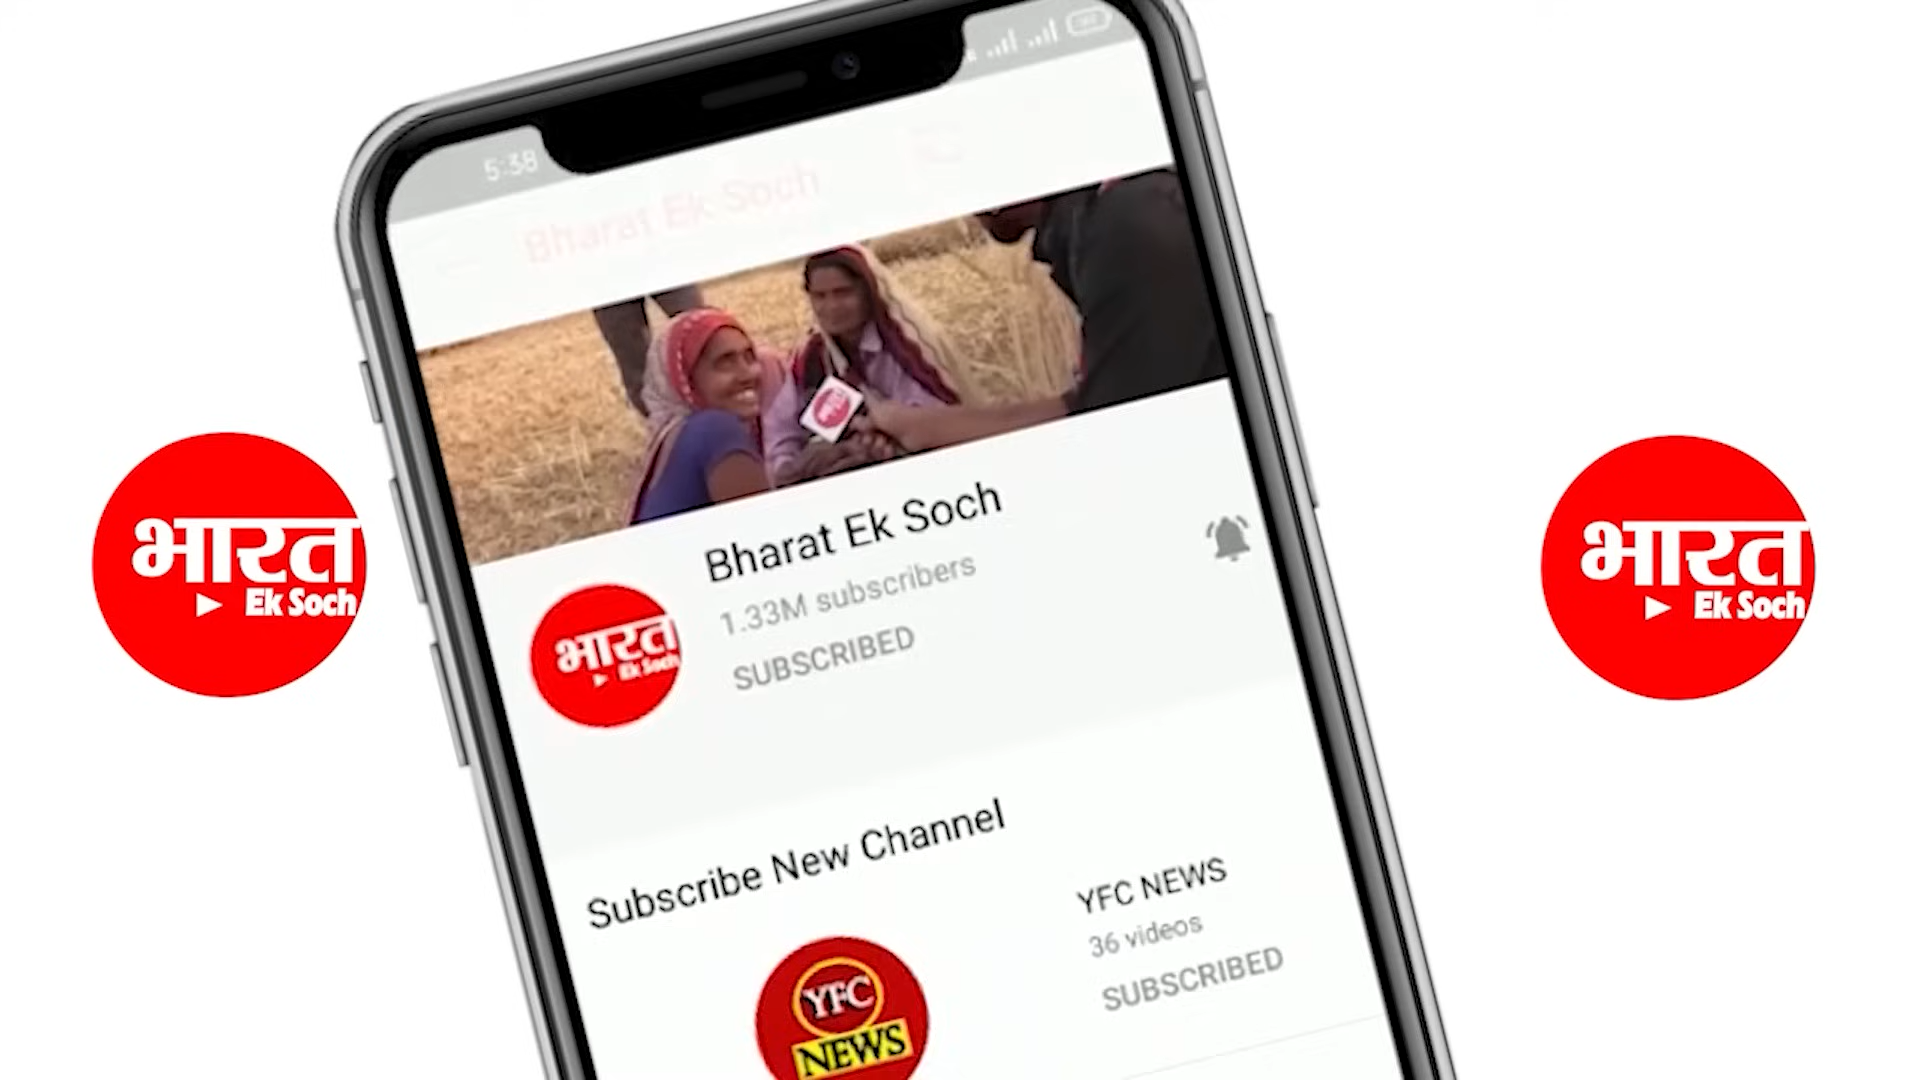 5:38
Bharat Ek Soch
Bharat Ek Soch
1.33M subscribers
SUBSCRIBED
भारत
Ek Soch
भारत
Ek Soch
भारत
Ek Soch
Subscribe New Channel
YFC NEWS
36 videos
SUBSCRIBED
YFC
NEWS